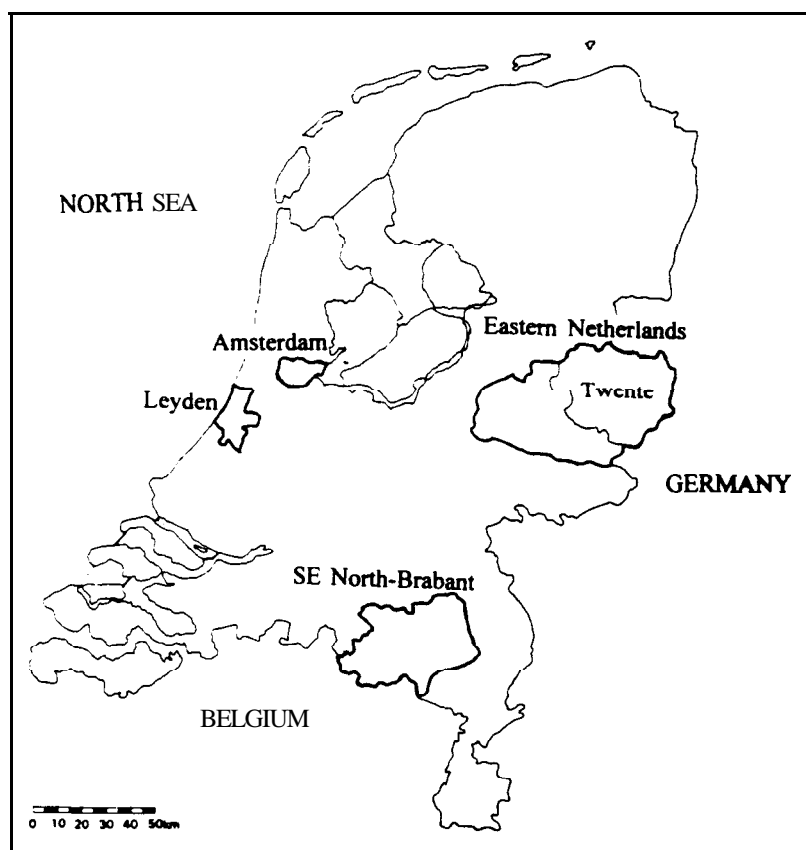 NORTH SEA
Eastern Netherlands
Amsterdam
Twente
Leyden
GERMANY
SE North-Brabant
BELGIUM
0 10 20 30 40 50km